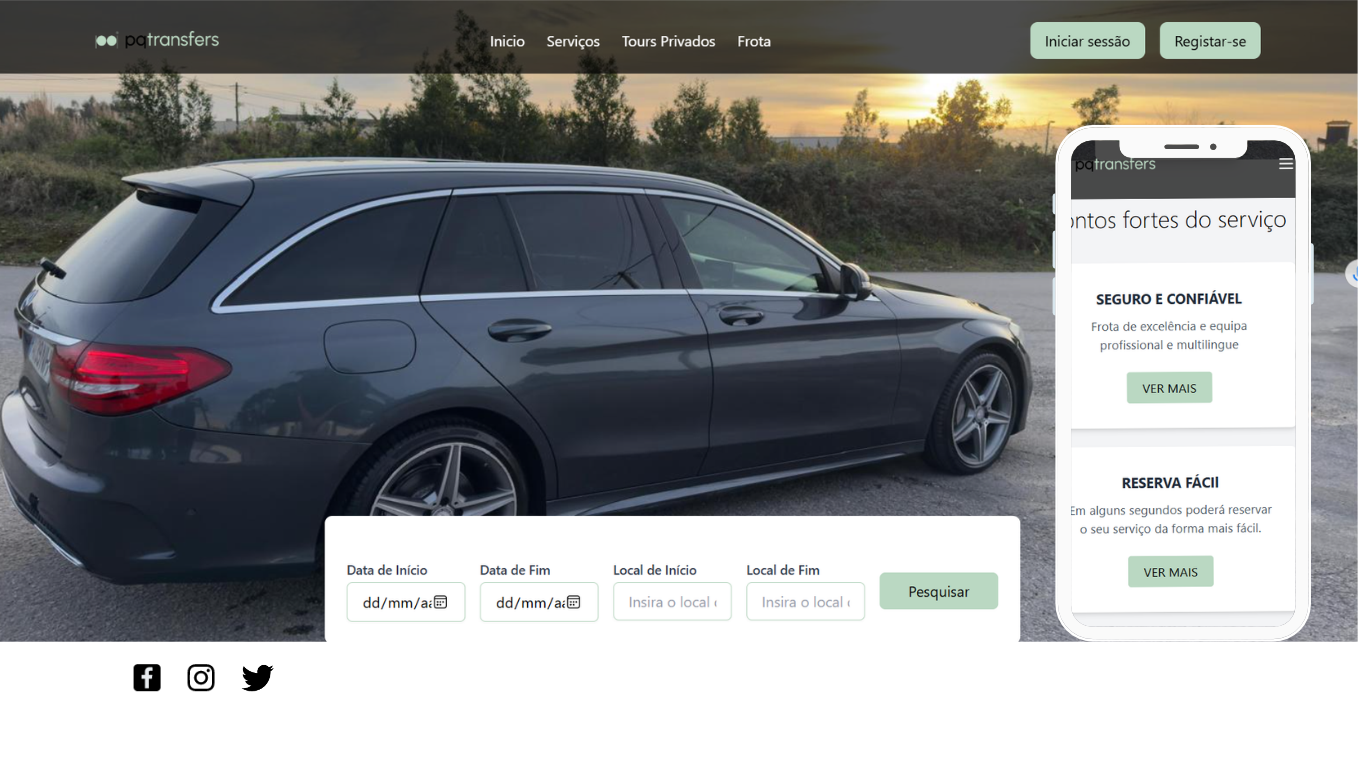 pqtransfers
Inicio Serviços Tours Privados Frota
Iniciar sessão Registar-se
pqtransfers
ontos fortes do serviço
SEGURO E CONFIÁVEL
Frota de excelência e equipa
profissional e multilingue
VER MAIS
RESERVA FÁCIl
Em alguns segundos poderá reservar
o seu serviço da forma mais fácil.
VER MAIS
Data de Início Data de Fim Local de Início Local de Fim
dd/mm/aa dd/mm/aa Insira o local Insira o local Pesquisar